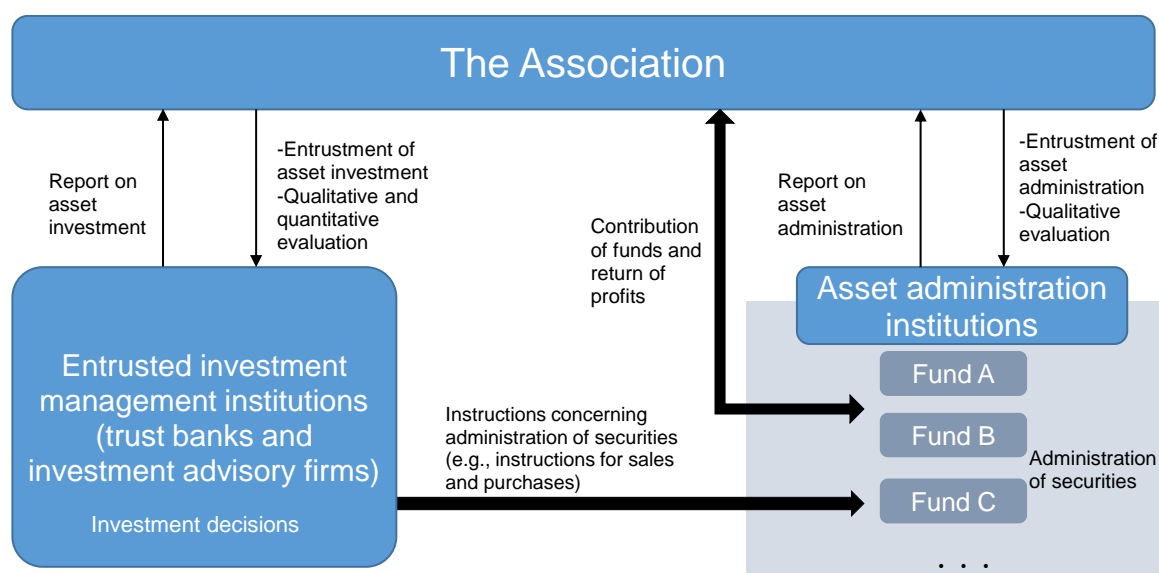 The Association
Report on
asset
investment
-Entrustment of
asset investment
-Qualitative and
quantitative
evaluation
Contribution
of funds and
return of
profits
Report on
asset
administration
-Entrustment of
asset
administration
-Qualitative
evaluation
Entrusted investment
management institutions
(trust banks and
investment advisory firms)
Investment decisions
Instructions concerning
administration of securities
(e.g., instructions for sales
and purchases)
Asset administration
institutions
Fund A
Fund B
Fund C
Administration
of securities
. . .